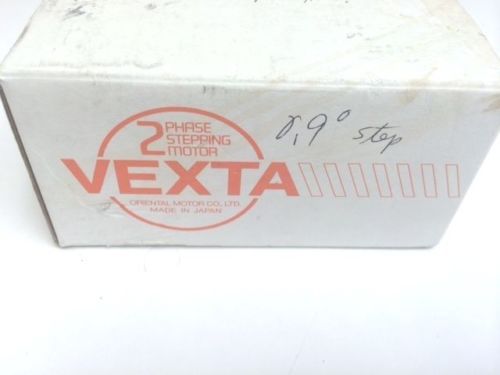 2 PHASE
STEPPING
MOTOR
VEXTA
ORIENTAL MOTOR CO., LTD.
MADE IN JAPAN
0,9° step